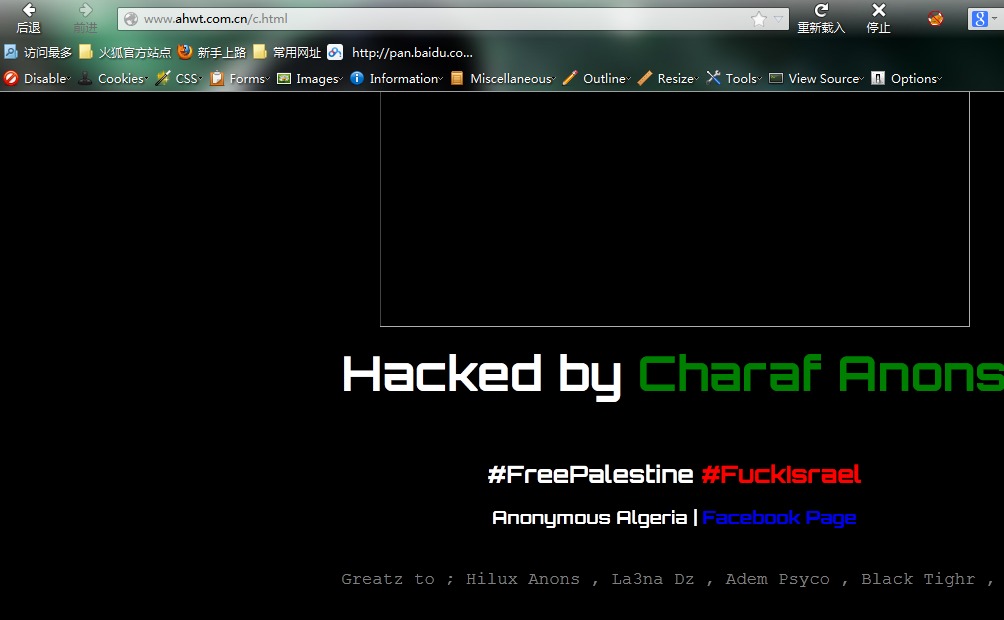 www.ahwt.com.cn/c.html 8
后退 前进 重新载入 停止
访问最多 火狐官方站点 新手上路 常用网址 http://pan.baidu.co...
Disable Cookies CSS Forms Images Information Miscellaneous Outline Resize Tools View Source Options
Hacked by Charaf Anons
#FreePalestine #FuckIsrael
Anonymous Algeria | Facebook Page
Greatz to ; Hilux Anons , La3na Dz , Adem Psyco , Black Tighr ,